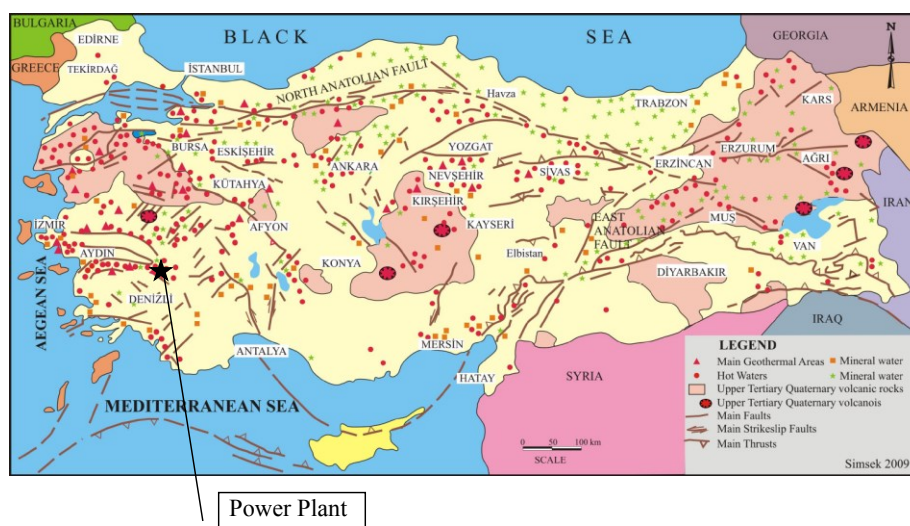 BULGARIA
BLACK SEA
GEORGIA
N
EDİRNE
GREECE
TEKİRDAĞ
İSTANBUL
NORTH ANATOLIAN FAULT
Havza
TRABZON
KARS
ARMENIA
BURSA
ESKİŞEHİR
ANKARA
YOZGAT
SİVAS
ERZİNCAN
ERZURUM
AĞRI
KÜTAHYA
NEVŞEHİR
KIRŞEHİR
IRAN
İZMİR
AFYON
KAYSERİ
EAST
ANATOLIAN
FAULT
MUŞ
VAN
AYDIN
KONYA
Elbistan
DİYARBAKIR
DENİZLİ
AEGEAN SEA
ANTALYA
MERSİN
HATAY
IRAQ
SYRIA
MEDITERRANEAN SEA
LEGEND
Main Geothermal Areas
Mineral water
Hot Waters
Mineral water
Upper Tertiary Quaternary volcanic rocks
Upper Tertiary Quaternary volcanois
Main Faults
Main Strikeslip Faults
Main Thrusts
0 50 100 km
SCALE
Simsek 2009
Power Plant